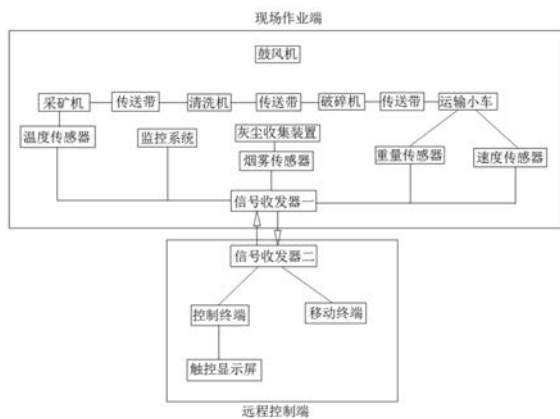 现场作业端
鼓风机
采矿机
传送带
清洗机
传送带
破碎机
传送带
运输小车
温度传感器
监控系统
灰尘收集装置
烟雾传感器
重量传感器
速度传感器
信号收发器一
信号收发器二
控制终端
移动终端
触控显示屏
远程控制端